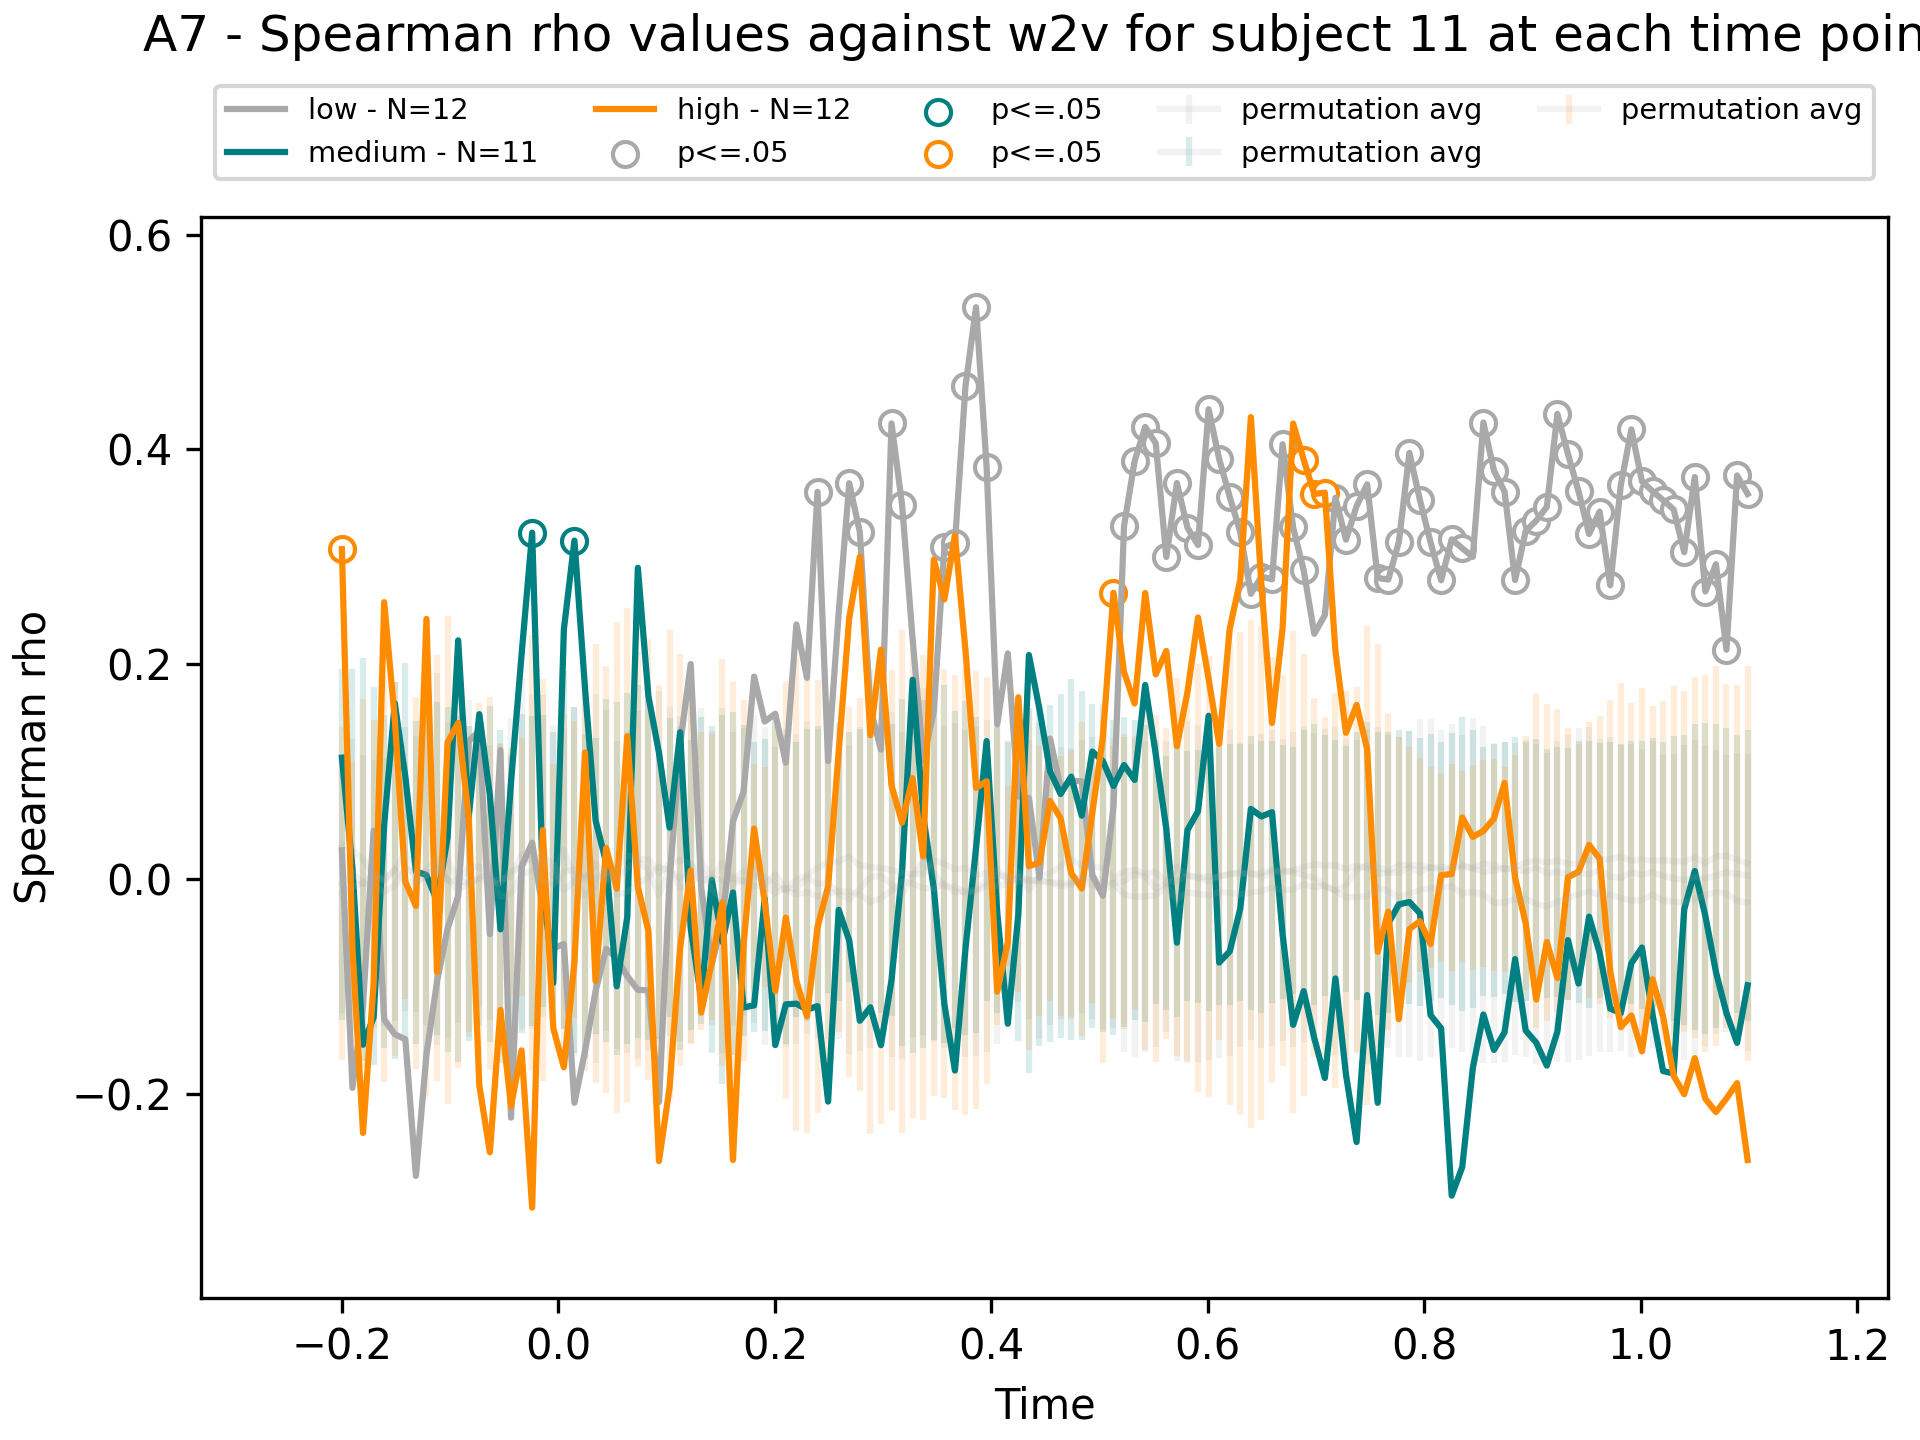 A7 - Spearman rho values against w2v for subject 11 at each time poin
low - N=12
medium - N=11
high - N=12
p<=.05
p<=.05
p<=.05
permutation avg
permutation avg
permutation avg
Spearman rho
0.6
0.4
0.2
0.0
−0.2
−0.2 0.0 0.2 0.4 0.6 0.8 1.0 1.2
Time